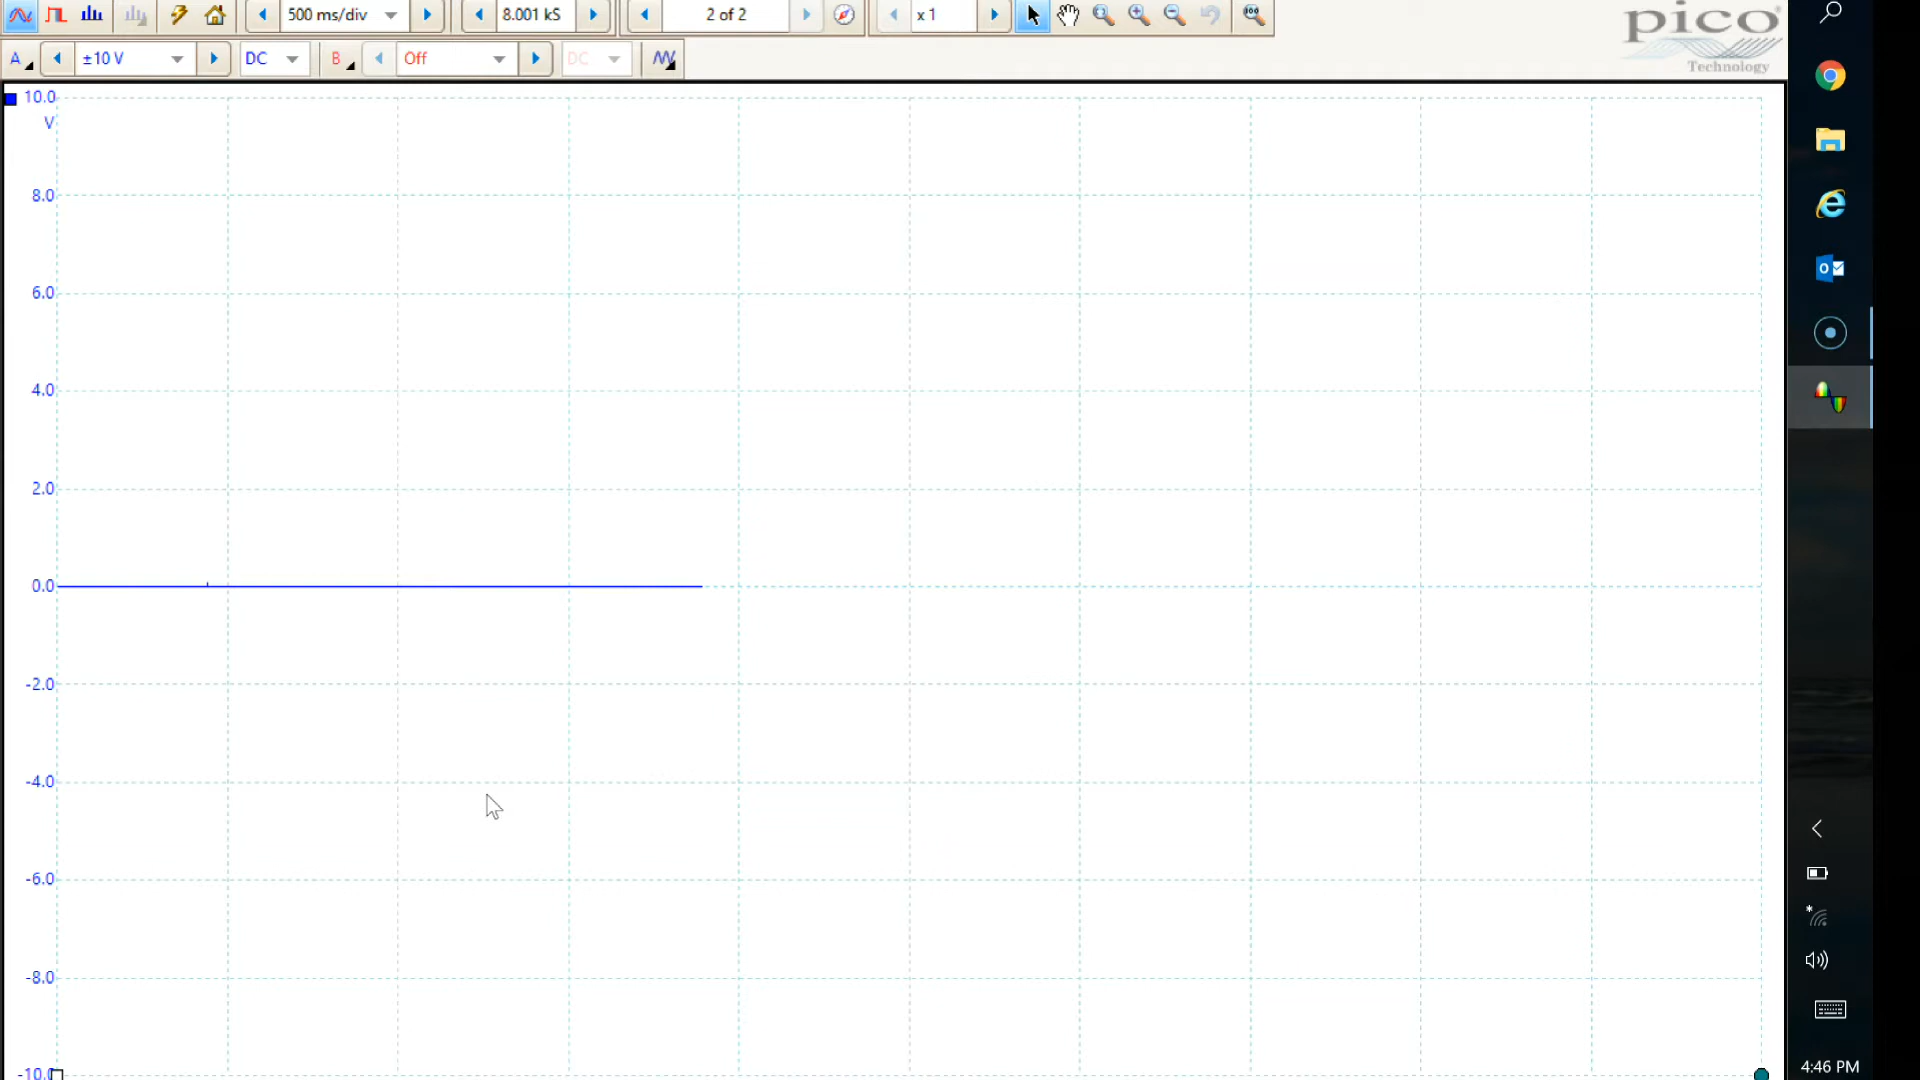 500 ms/div 8.001 kS 2 of 2 x 1
A ±10 V DC B Off DC
pico
Technology
10.0
V
8.0
6.0
4.0
2.0
0.0
-2.0
-4.0
-6.0
-8.0
-10.0
4:46 PM